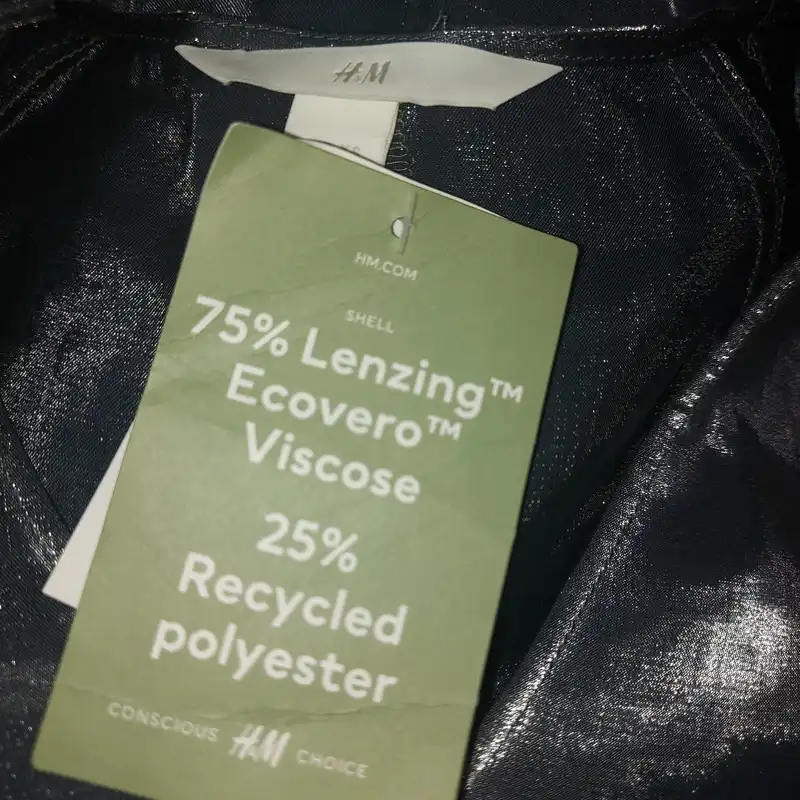 H&M
HM.COM
SHELL
75% Lenzing™
Ecovero™
Viscose
25%
Recycled
polyester
CONSCIOUS H&M CHOICE